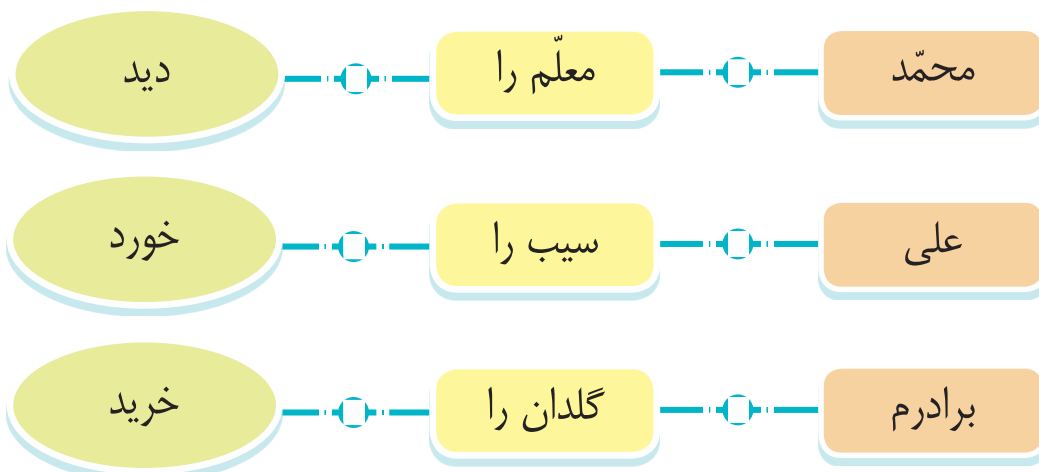 محمّد معلّم را دید
علی سیب را خورد
برادرم گلدان را خرید